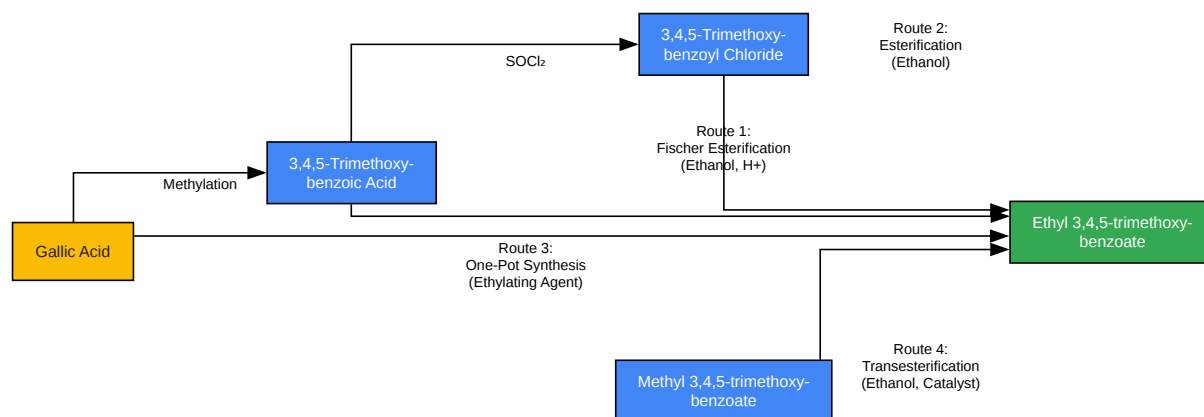 3,4,5-Trimethoxy-
benzoyl Chloride
Route 2:
Esterification
(Ethanol)
SOCl₂
Route 1:
Fischer Esterification
(Ethanol, H+)
3,4,5-Trimethoxy-
benzoic Acid
Methylation
Gallic Acid
Ethyl 3,4,5-trimethoxy-
benzoate
Route 3:
One-Pot Synthesis
(Ethylating Agent)
Route 4:
Transesterification
(Ethanol, Catalyst)
Methyl 3,4,5-trimethoxy-
benzoate